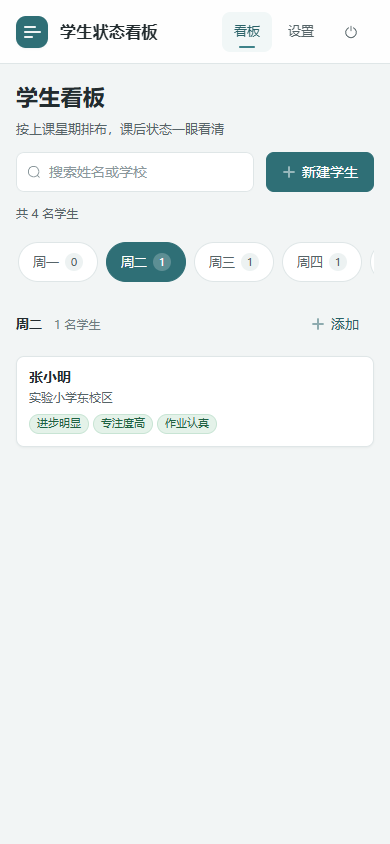 学生状态看板 看板 设置
学生看板
按上课星期排布，课后状态一眼看清
搜索姓名或学校 新建学生
共 4 名学生
周一 0 周二 1 周三 1 周四 1
周二 1 名学生 添加
张小明
实验小学东校区
进步明显 专注度高 作业认真